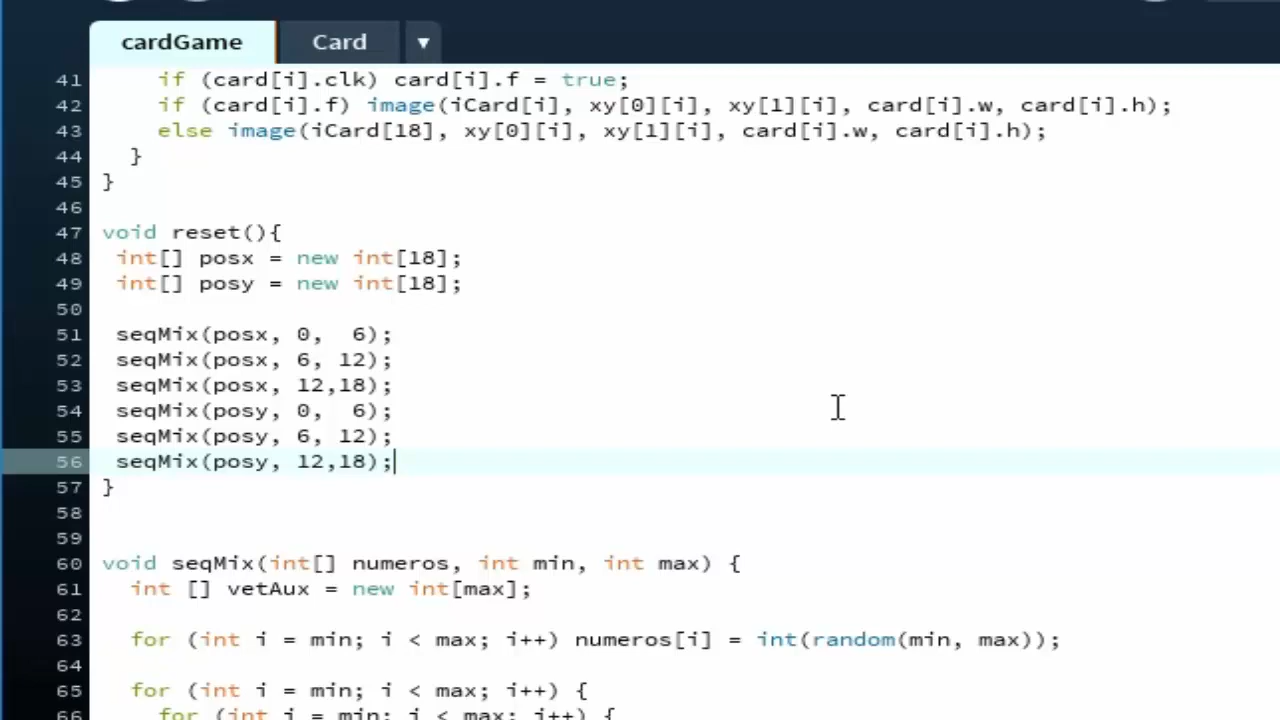 cardGame Card ▼
41 if (card[i].clk) card[i].f = true;
42 if (card[i].f) image(iCard[i], xy[0][i], xy[1][i], card[i].w, card[i].h);
43 else image(iCard[18], xy[0][i], xy[1][i], card[i].w, card[i].h);
44 }
45 }
46
47 void reset(){
48 int[] posx = new int[18];
49 int[] posy = new int[18];
50
51 seqMix(posx, 0,  6);
52 seqMix(posx, 6, 12);
53 seqMix(posx, 12,18);
54 seqMix(posy, 0,  6);
55 seqMix(posy, 6, 12);
56 seqMix(posy, 12,18);
57 }
58
59
60 void seqMix(int[] numeros, int min, int max) {
61 int [] vetAux = new int[max];
62
63 for (int i = min; i < max; i++) numeros[i] = int(random(min, max));
64
65 for (int i = min; i < max; i++) {
66 for (int j = min; j < max; j++) {